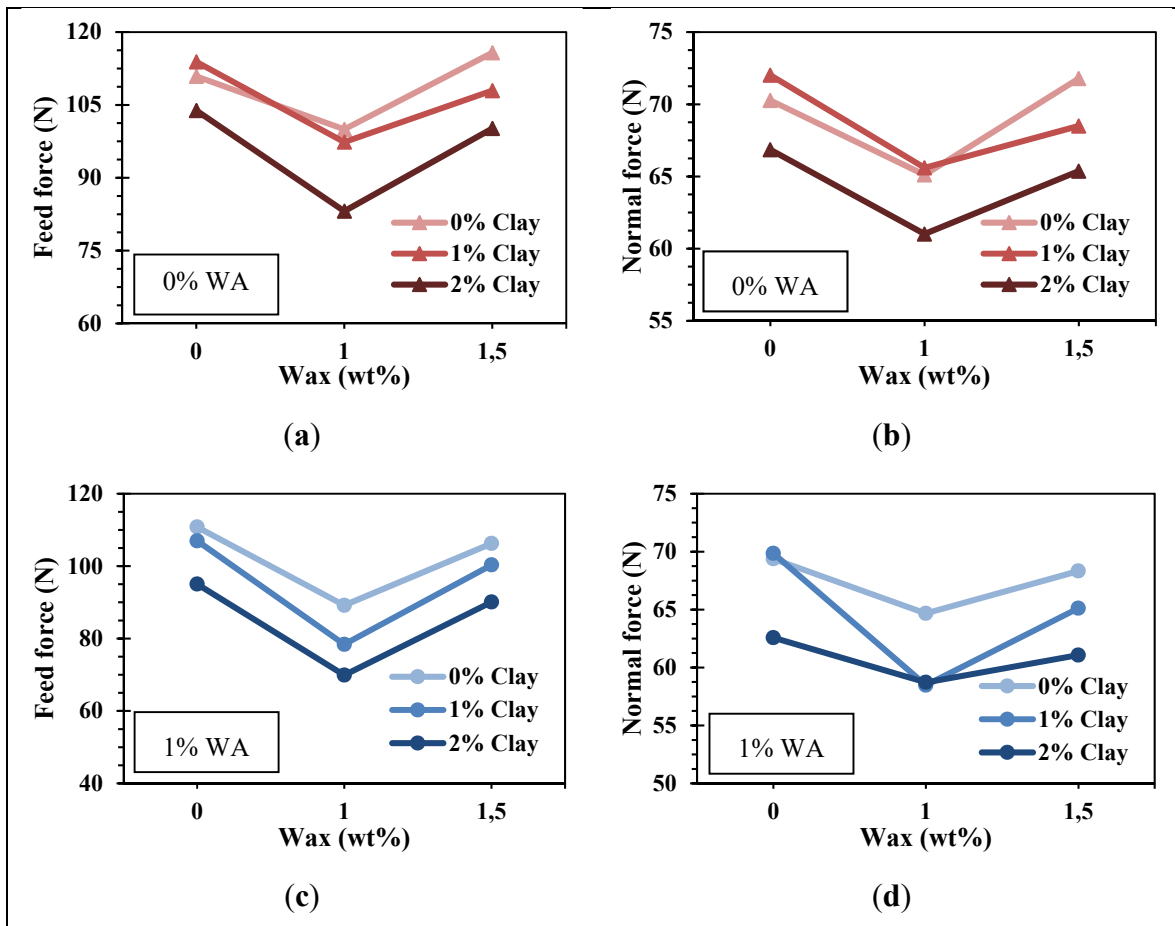 120
105
90
75
60
Feed force (N)
0% Clay
1% Clay
2% Clay
0% WA
0 1 1,5
Wax (wt%)
(a)
75
70
65
60
55
Normal force (N)
0% Clay
1% Clay
2% Clay
0% WA
0 1 1,5
Wax (wt%)
(b)
120
100
80
60
40
Feed force (N)
0% Clay
1% Clay
2% Clay
1% WA
0 1 1,5
Wax (wt%)
(c)
75
70
65
60
55
50
Normal force (N)
0% Clay
1% Clay
2% Clay
1% WA
0 1 1,5
Wax (wt%)
(d)